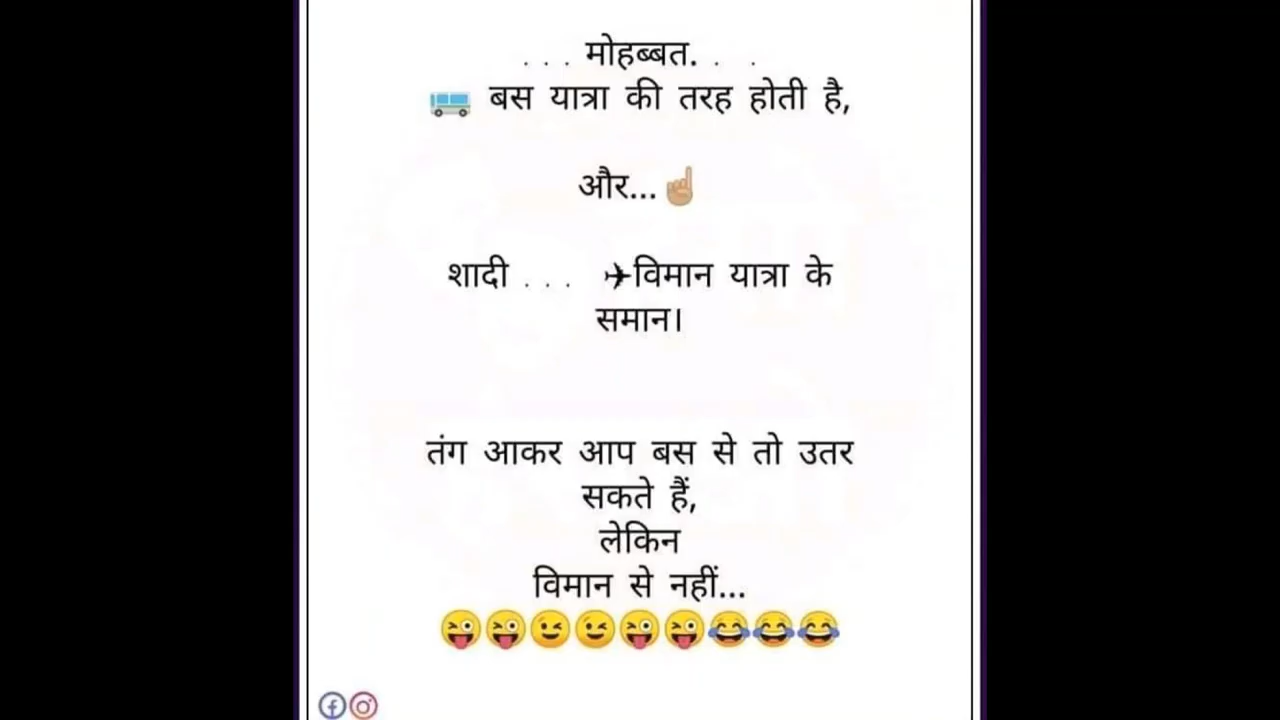 . . . मोहब्बत. . .
🚌 बस यात्रा की तरह होती है,
और...☝🏼
शादी . . . ✈विमान यात्रा के
समान।
तंग आकर आप बस से तो उतर
सकते हैं,
लेकिन
विमान से नहीं...
😜😜😉😉😜😜😂😂😂